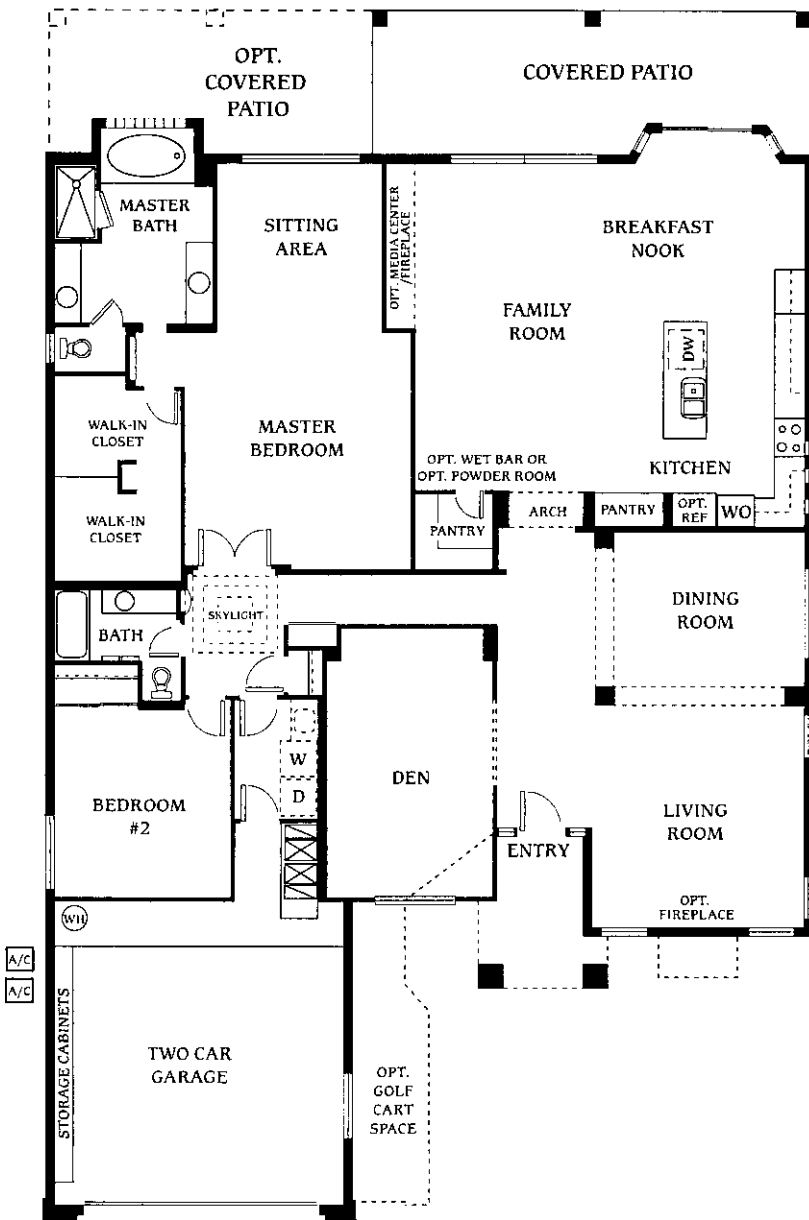 OPT.
COVERED
PATIO
COVERED PATIO
MASTER
BATH
SITTING
AREA
OPT. MEDIA CENTER
/FIREPLACE
BREAKFAST
NOOK
FAMILY
ROOM
DW
WALK-IN
CLOSET
MASTER
BEDROOM
OPT. WET BAR OR
OPT. POWDER ROOM
KITCHEN
WALK-IN
CLOSET
PANTRY
ARCH
PANTRY
OPT.
REF
WO
BATH
SKYLIGHT
DINING
ROOM
W
D
DEN
BEDROOM
#2
LIVING
ROOM
ENTRY
OPT.
FIREPLACE
WH
A/C
A/C
STORAGE CABINETS
TWO CAR
GARAGE
OPT.
GOLF
CART
SPACE